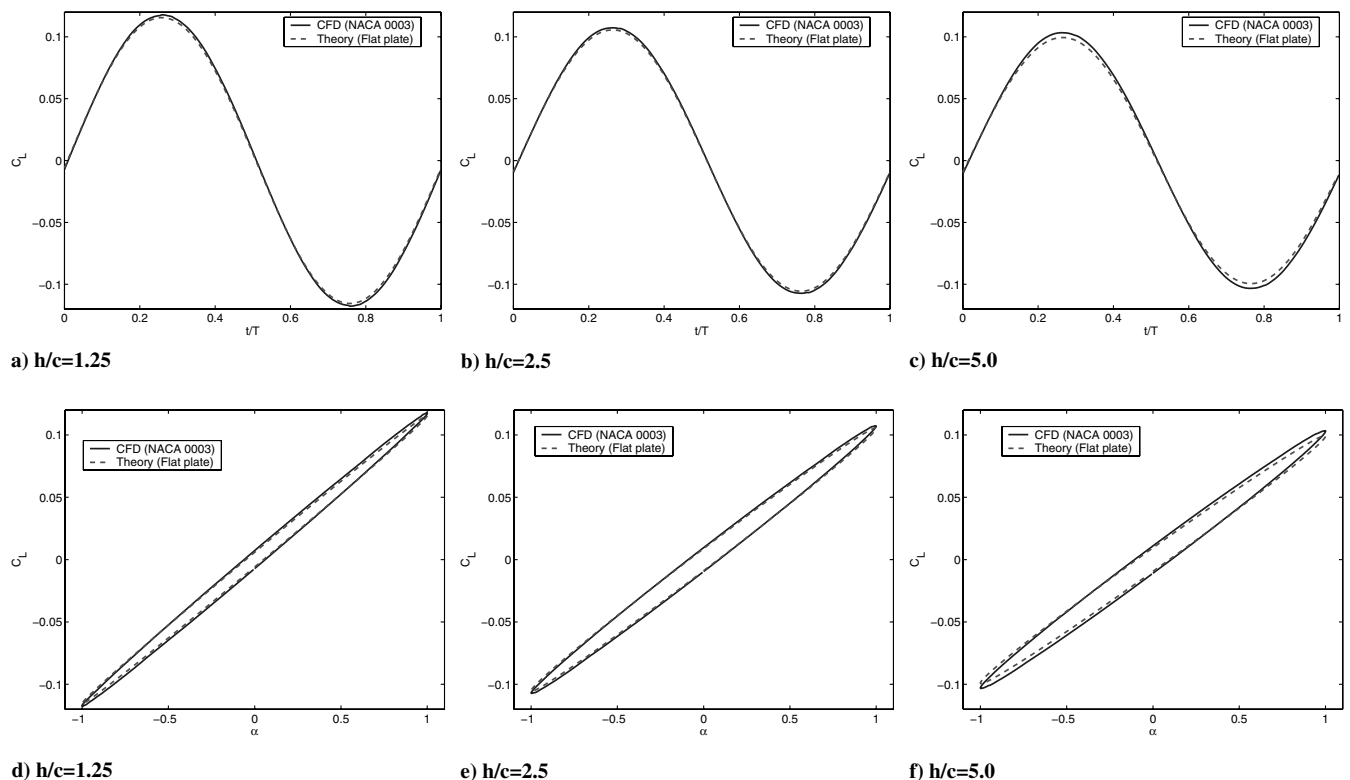 0.1
0.05
0
−0.05
−0.1
C_L
0 0.2 0.4 0.6 0.8 1
t/T
CFD (NACA 0003)
Theory (Flat plate)
a) h/c=1.25
0.1
0.05
0
−0.05
−0.1
C_L
0 0.2 0.4 0.6 0.8 1
t/T
CFD (NACA 0003)
Theory (Flat plate)
b) h/c=2.5
0.1
0.05
0
−0.05
−0.1
C_L
0 0.2 0.4 0.6 0.8 1
t/T
CFD (NACA 0003)
Theory (Flat plate)
c) h/c=5.0
0.1
0.05
0
−0.05
−0.1
C_L
−1 −0.5 0 0.5 1
α
CFD (NACA 0003)
Theory (Flat plate)
d) h/c=1.25
0.1
0.05
0
−0.05
−0.1
C_L
−1 −0.5 0 0.5 1
α
CFD (NACA 0003)
Theory (Flat plate)
e) h/c=2.5
0.1
0.05
0
−0.05
−0.1
C_L
−1 −0.5 0 0.5 1
α
CFD (NACA 0003)
Theory (Flat plate)
f) h/c=5.0